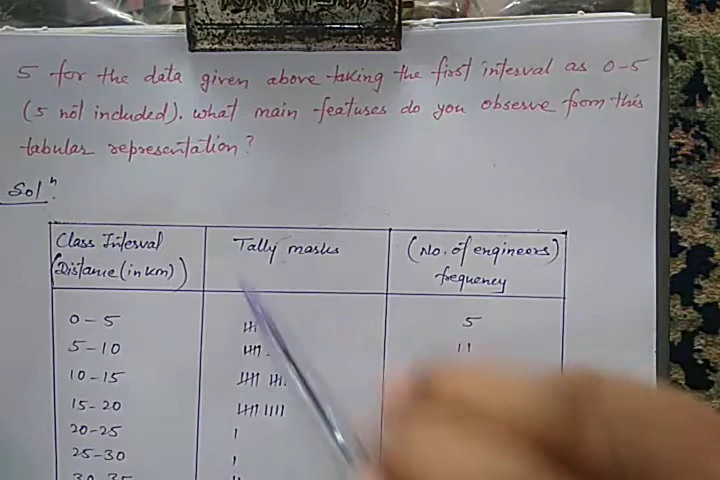 5 for the data given above taking the first interval as 0-5
(5 not included). what main features do you observe from this
tabular representation?
Solⁿ.
Class Interval (Distance (in km))
Tally marks
(No. of engineers) frequency
0-5
5
5-10
11
10-15
15-20
20-25
25-30
30-35